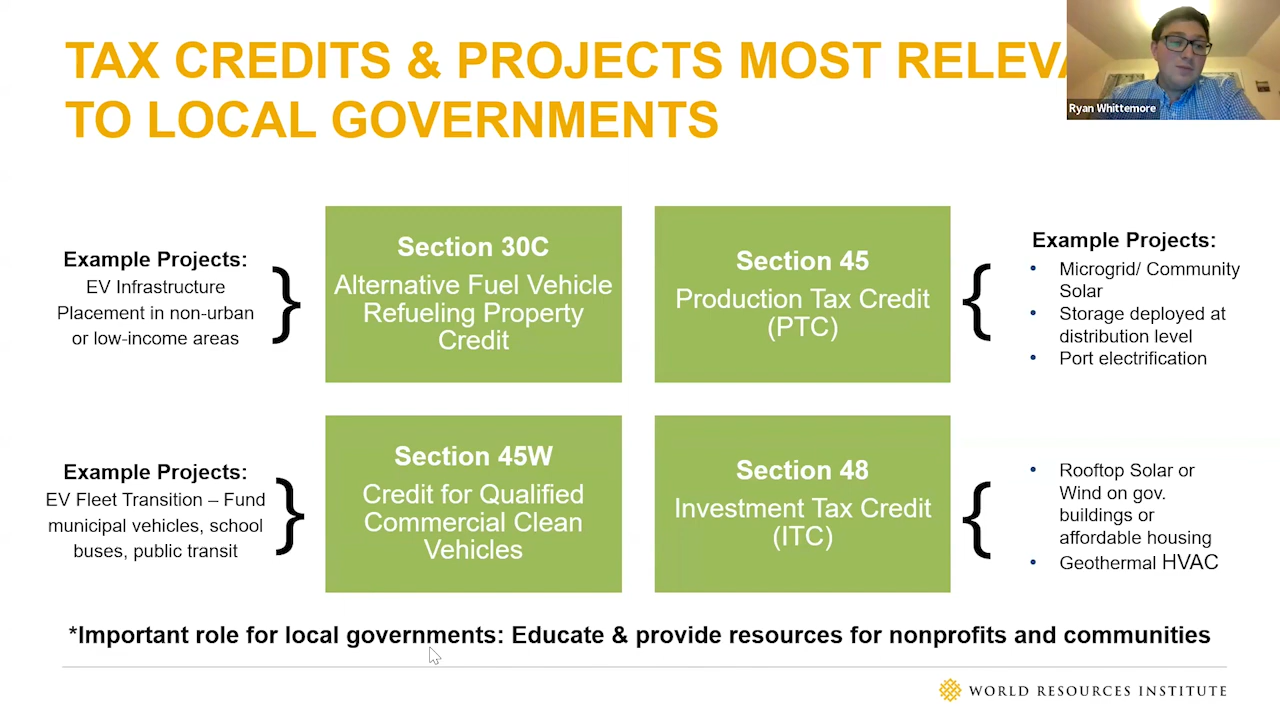 TAX CREDITS & PROJECTS MOST
TO LOCAL GOVERNMENTS
Ryan Whittemore
Example Projects:
EV Infrastructure
Placement in non-urban
or low-income areas
Section 30C
Alternative Fuel Vehicle
Refueling Property
Credit
Section 45
Production Tax Credit
(PTC)
Example Projects:
• Microgrid/ Community
Solar
• Storage deployed at
distribution level
• Port electrification
Example Projects:
EV Fleet Transition – Fund
municipal vehicles, school
buses, public transit
Section 45W
Credit for Qualified
Commercial Clean
Vehicles
Section 48
Investment Tax Credit
(ITC)
• Rooftop Solar or
Wind on gov.
buildings or
affordable housing
• Geothermal HVAC
*Important role for local governments: Educate & provide resources for nonprofits and communities
WORLD RESOURCES INSTITUTE